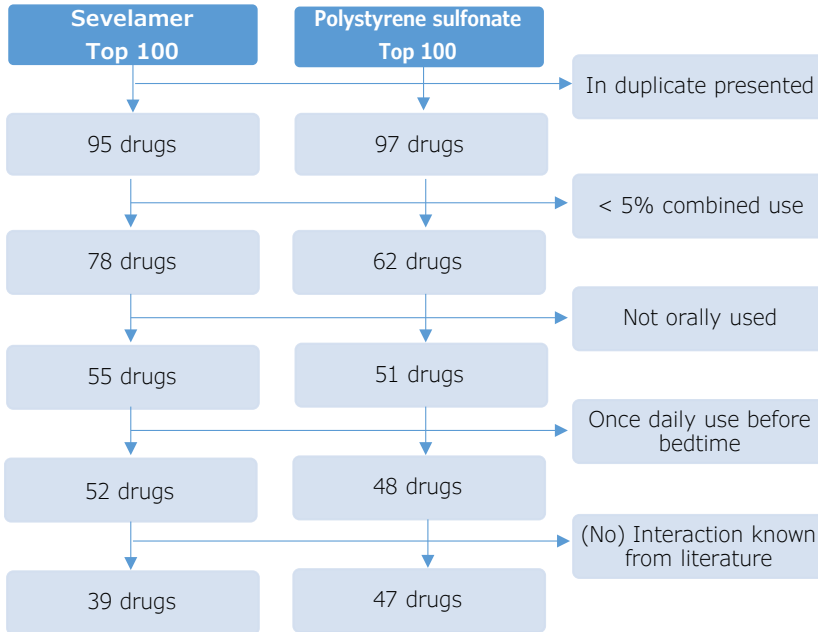 Sevelamer
Top 100
Polystyrene sulfonate
Top 100
In duplicate presented
95 drugs
97 drugs
< 5% combined use
78 drugs
62 drugs
Not orally used
55 drugs
51 drugs
Once daily use before
bedtime
52 drugs
48 drugs
(No) Interaction known
from literature
39 drugs
47 drugs